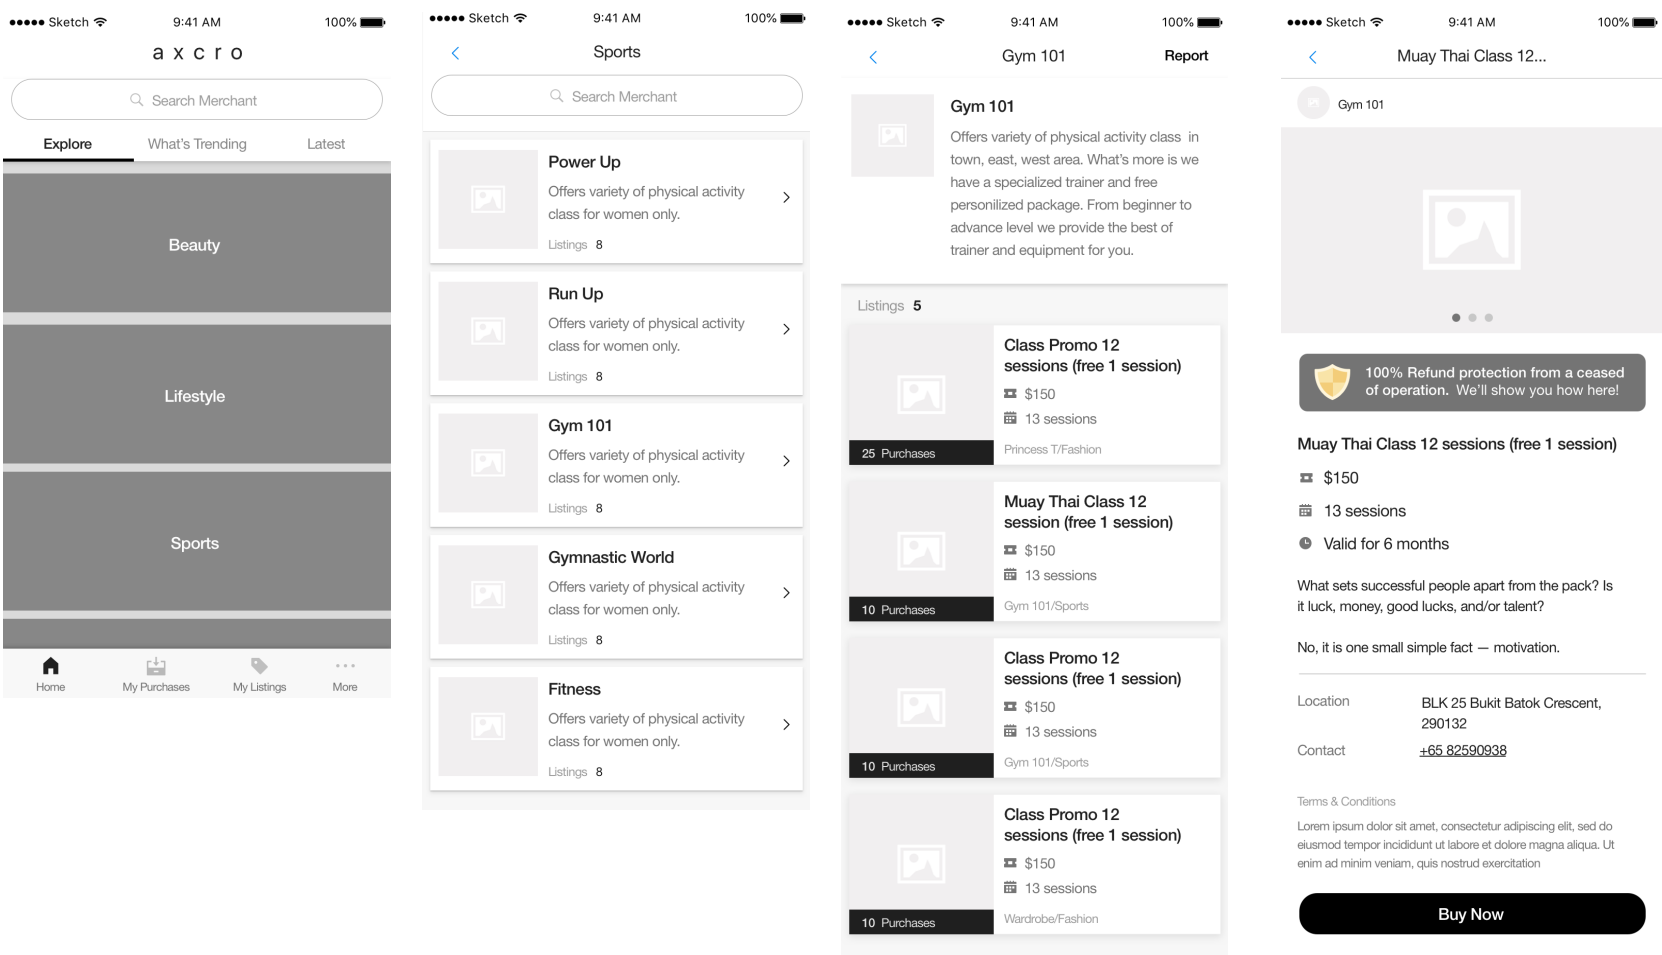 Sketch 9:41 AM 100%
axcro
Search Merchant
Explore What's Trending Latest
Beauty
Lifestyle
Sports
Home My Purchases My Listings More
Sketch 9:41 AM 100%
Sports
Search Merchant
Power Up
Offers variety of physical activity
class for women only.
Listings 8
Run Up
Offers variety of physical activity
class for women only.
Listings 8
Gym 101
Offers variety of physical activity
class for women only.
Listings 8
Gymnastic World
Offers variety of physical activity
class for women only.
Listings 8
Fitness
Offers variety of physical activity
class for women only.
Listings 8
Sketch 9:41 AM 100%
Gym 101 Report
Gym 101
Offers variety of physical activity class in
town, east, west area. What's more is we
have a specialized trainer and free
personilized package. From beginner to
advance level we provide the best of
trainer and equipment for you.
Listings 5
Class Promo 12
sessions (free 1 session)
$150
13 sessions
25 Purchases
Princess T/Fashion
Muay Thai Class 12
session (free 1 session)
$150
13 sessions
10 Purchases
Gym 101/Sports
Class Promo 12
sessions (free 1 session)
$150
13 sessions
10 Purchases
Gym 101/Sports
Class Promo 12
sessions (free 1 session)
$150
13 sessions
10 Purchases
Wardrobe/Fashion
Sketch 9:41 AM 100%
Muay Thai Class 12...
Gym 101
100% Refund protection from a ceased
of operation. We'll show you how here!
Muay Thai Class 12 sessions (free 1 session)
$150
13 sessions
Valid for 6 months
What sets successful people apart from the pack? Is
it luck, money, good lucks, and/or talent?
No, it is one small simple fact — motivation.
Location BLK 25 Bukit Batok Crescent,
290132
Contact +65 82590938
Terms & Conditions
Lorem ipsum dolor sit amet, consectetur adipiscing elit, sed do
eiusmod tempor incididunt ut labore et dolore magna aliqua. Ut
enim ad minim veniam, quis nostrud exercitation
Buy Now